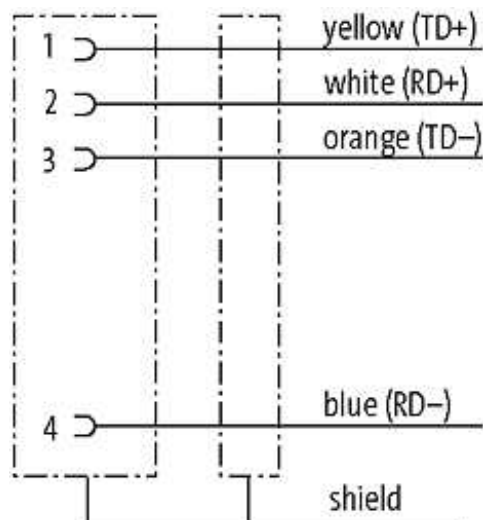 1 yellow (TD+)
2 white (RD+)
3 orange (TD–)
4 blue (RD–)
shield